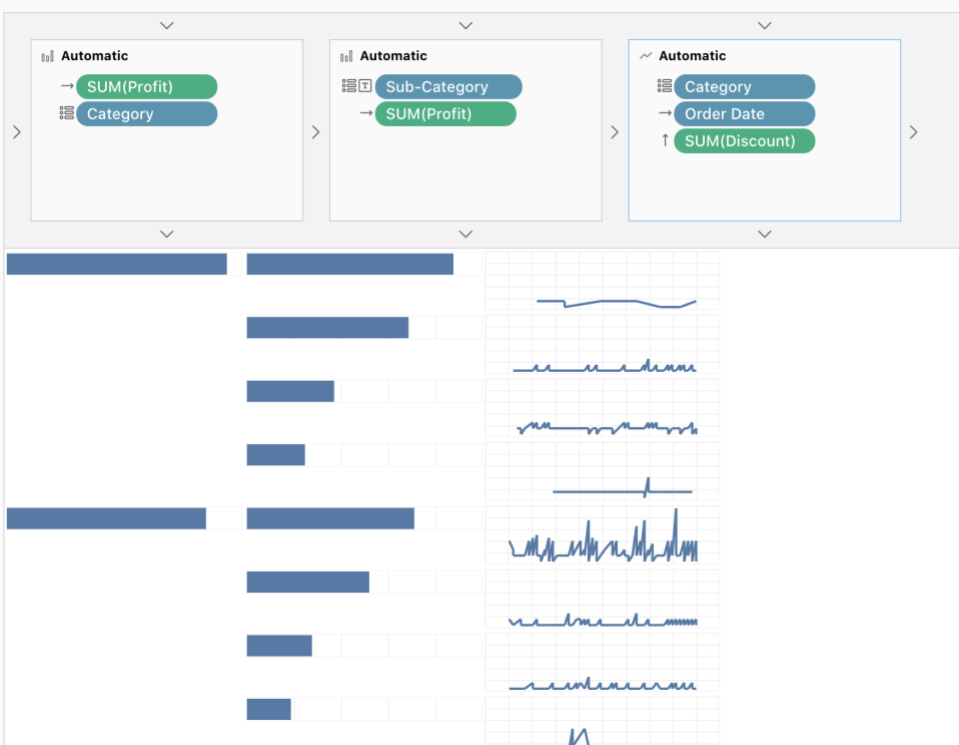 Automatic
SUM(Profit)
Category
Automatic
T Sub-Category
SUM(Profit)
Automatic
Category
Order Date
SUM(Discount)